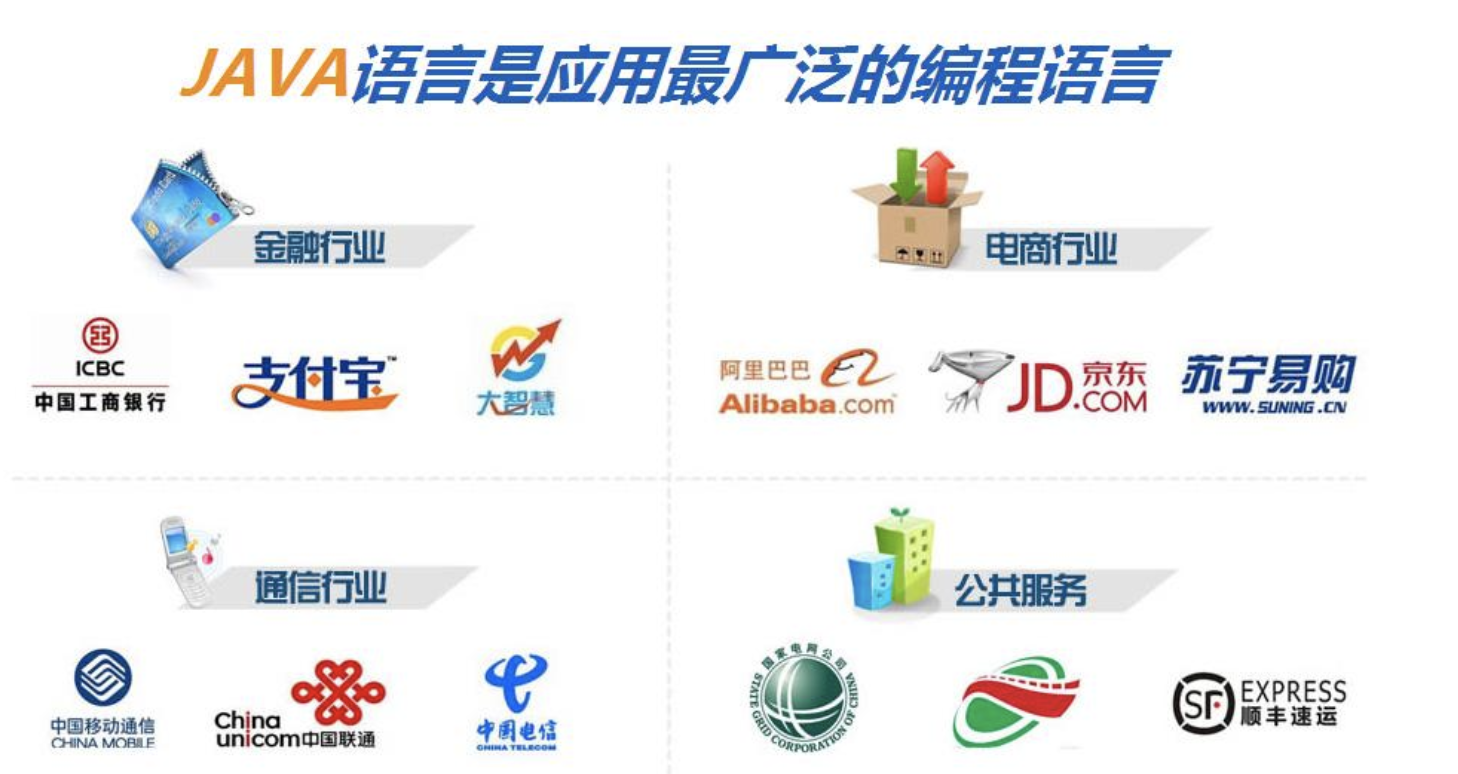 JAVA语言是应用最广泛的编程语言
金融行业
ICBC
中国工商银行
支付宝™
大智慧
电商行业
阿里巴巴
Alibaba.com
JD.COM 京东
苏宁易购
WWW.SUNING.CN
通信行业
中国移动通信
CHINA MOBILE
China
unicom中国联通
中国电信
CHINA TELECOM
公共服务
国家电网公司
STATE GRID CORPORATION OF CHINA
SF EXPRESS
顺丰速运